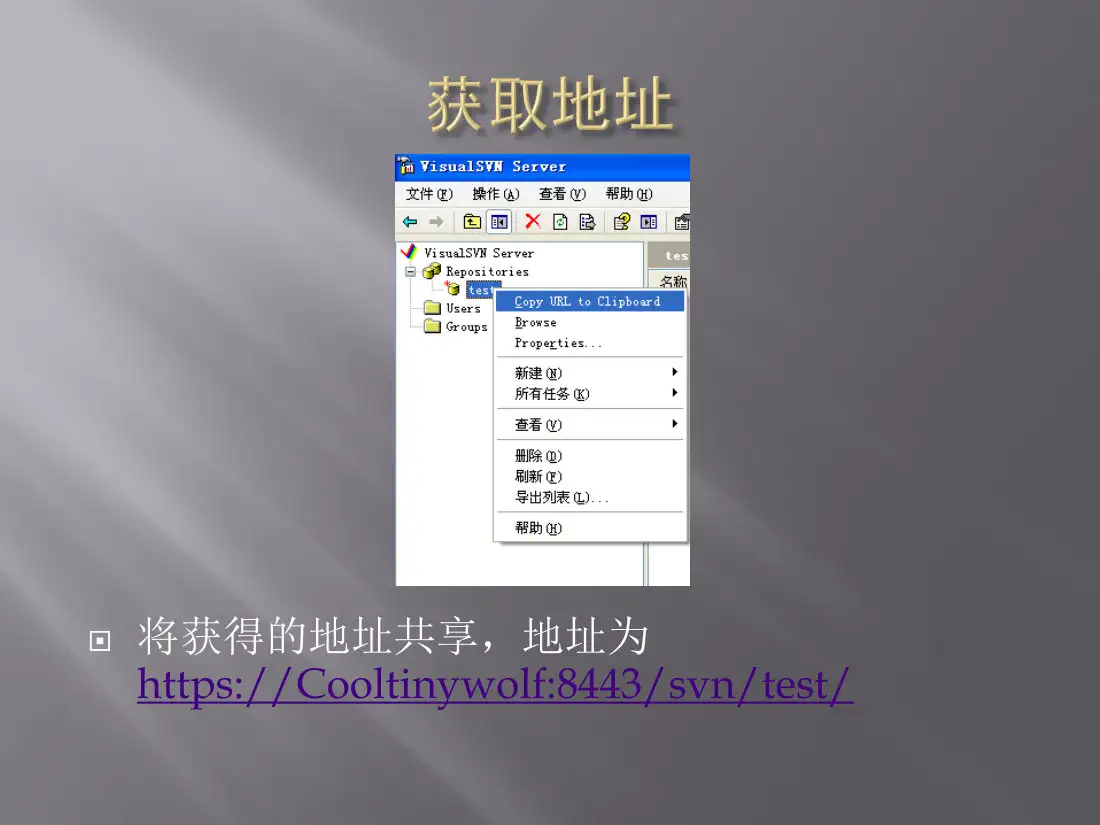 获取地址
VisualSVN Server
文件(F) 操作(A) 查看(V) 帮助(H)
VisualSVN Server
tes
Repositories
名称
test
Copy URL to Clipboard
Users
Browse
Groups
Properties...
新建(N)
所有任务(K)
查看(V)
删除(D)
刷新(F)
导出列表(L)...
帮助(H)
将获得的地址共享，地址为
https://Cooltinywolf:8443/svn/test/